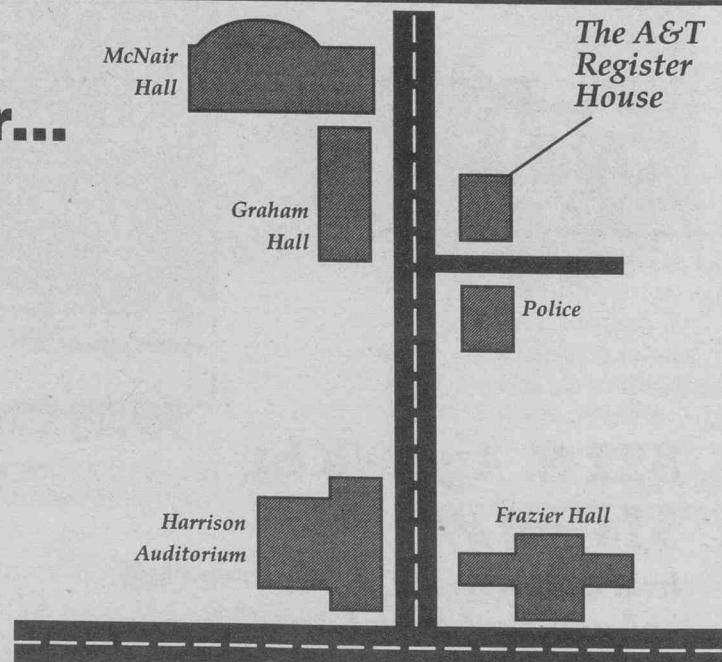 McNair
Hall
The A&T
Register
House
r...
Graham
Hall
Police
Harrison
Auditorium
Frazier Hall